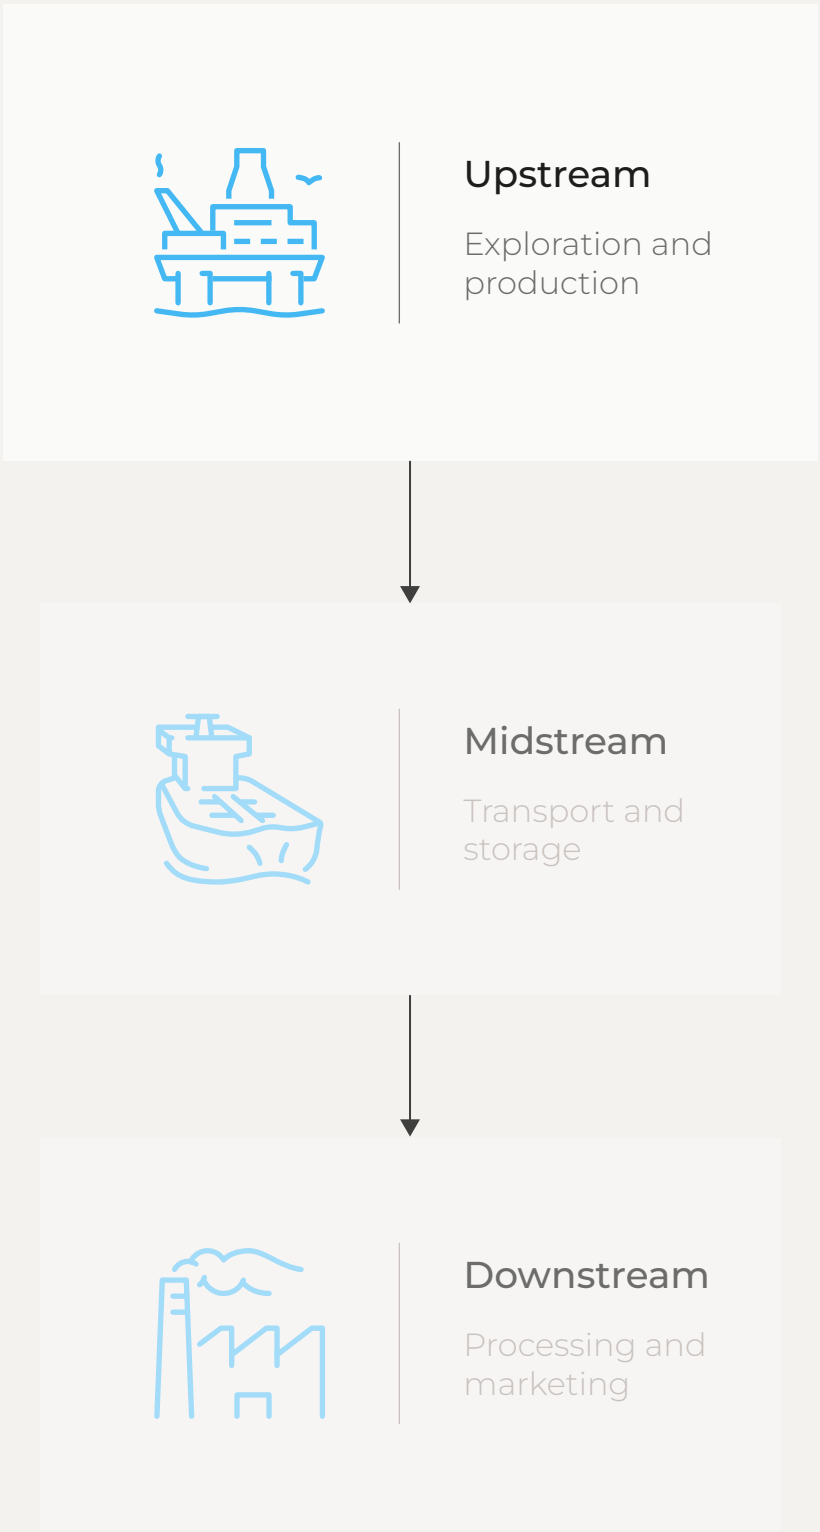 Upstream
Exploration and
production
Midstream
Transport and
storage
Downstream
Processing and
marketing